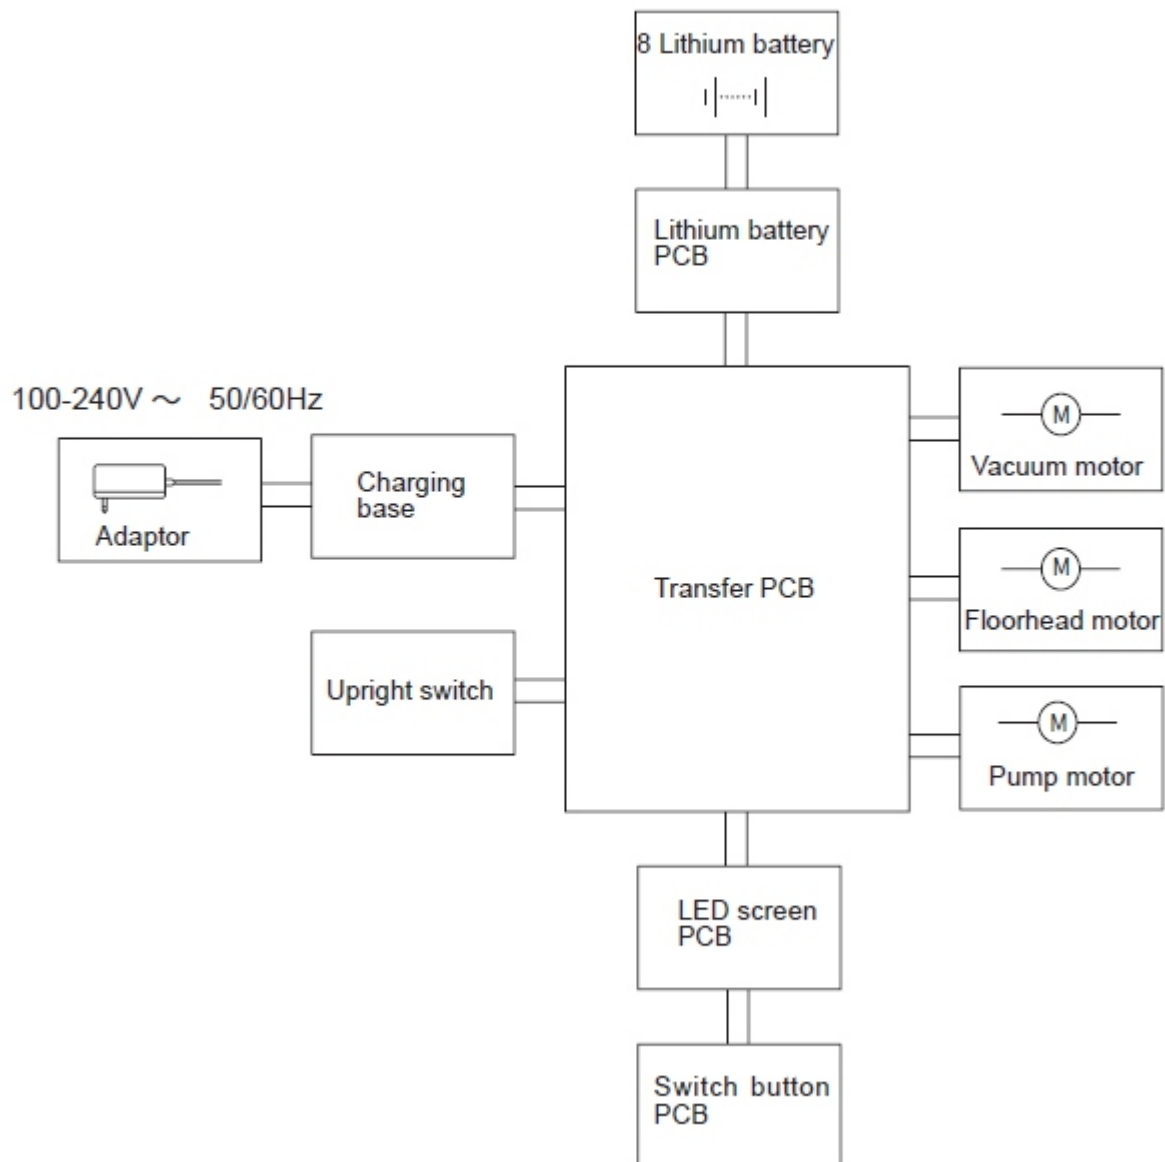 8 Lithium battery
Lithium battery
PCB
100-240V ～ 50/60Hz
Adaptor
Charging
base
Upright switch
Transfer PCB
M
Vacuum motor
M
Floorhead motor
M
Pump motor
LED screen
PCB
Switch button
PCB